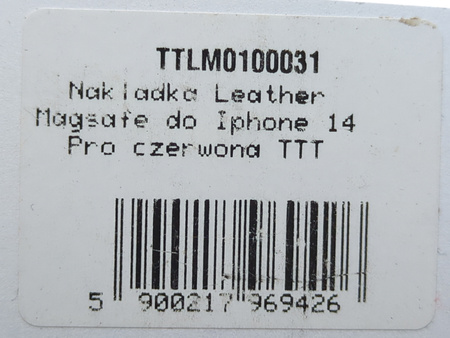 TTLM0100031
Nakladka Leather
Magsafe do Iphone 14
Pro czerwona TTT
5 900217 969426